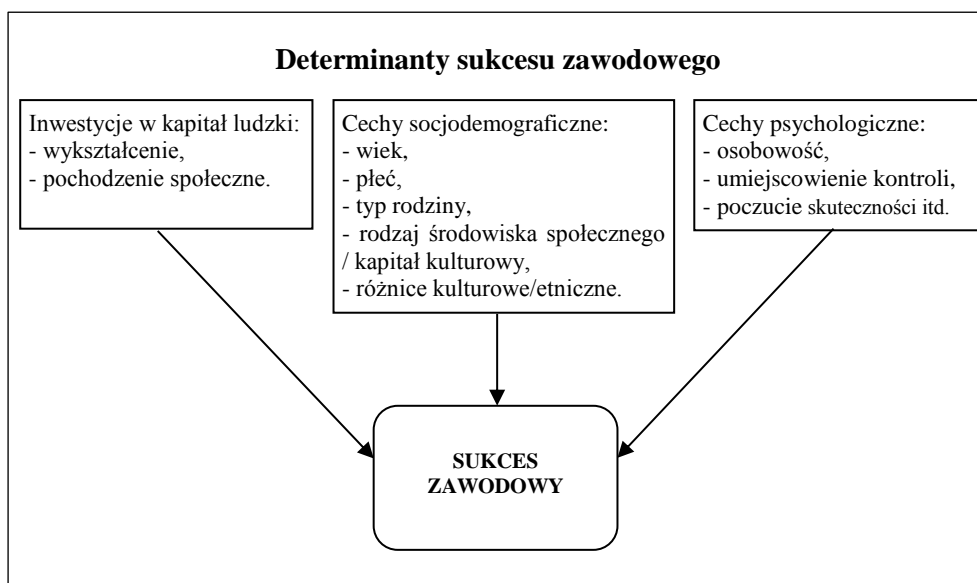 Determinanty sukcesu zawodowego
Inwestycje w kapitał ludzki:
- wykształcenie,
- pochodzenie społeczne.
Cechy socjodemograficzne:
- wiek,
- płeć,
- typ rodziny,
- rodzaj środowiska społecznego
/ kapitał kulturowy,
- różnice kulturowe/etniczne.
Cechy psychologiczne:
- osobowość,
- umiejscowienie kontroli,
- poczucie skuteczności itd.
SUKCES
ZAWODOWY